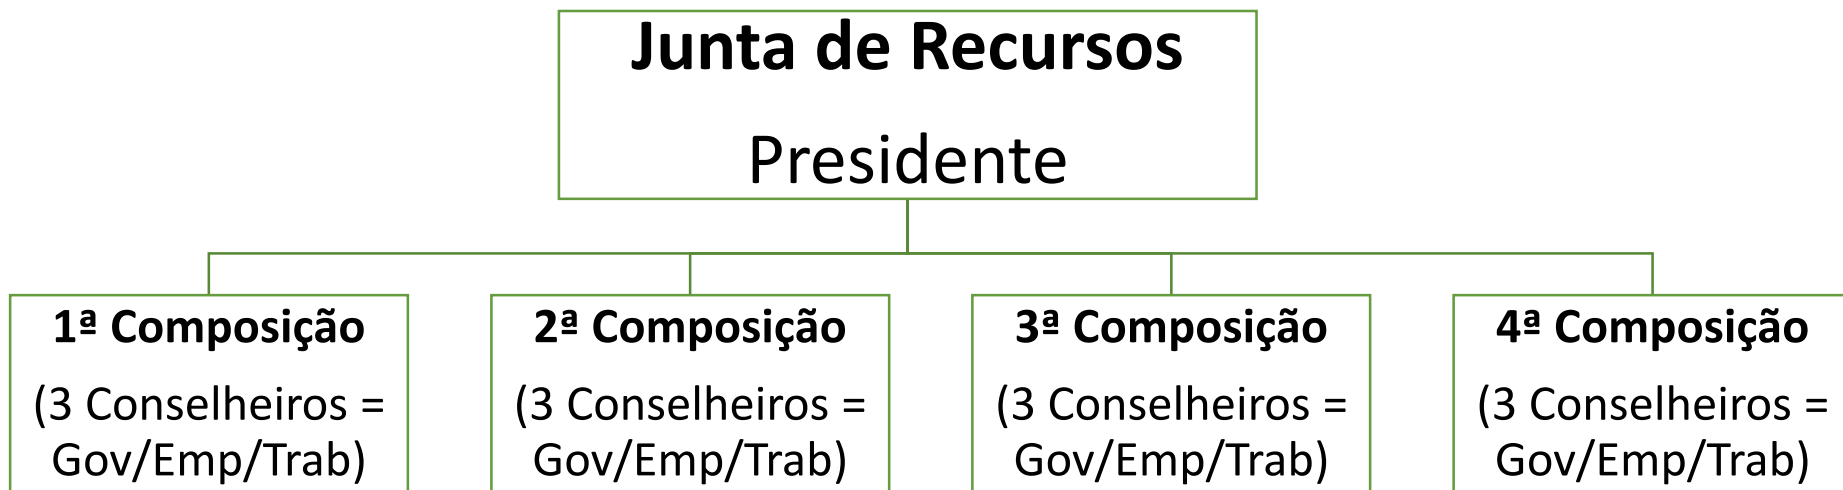 Junta de Recursos
Presidente
1ª Composição
(3 Conselheiros =
Gov/Emp/Trab)
2ª Composição
(3 Conselheiros =
Gov/Emp/Trab)
3ª Composição
(3 Conselheiros =
Gov/Emp/Trab)
4ª Composição
(3 Conselheiros =
Gov/Emp/Trab)